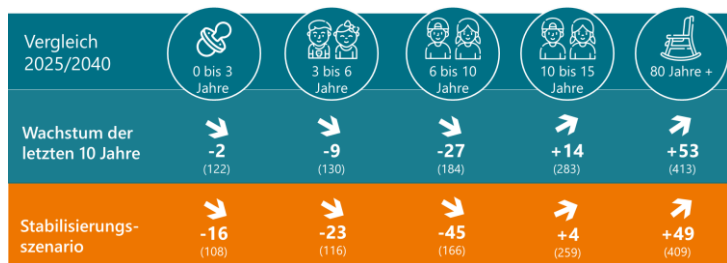 Vergleich
2025/2040
0 bis 3
Jahre
3 bis 6
Jahre
6 bis 10
Jahre
10 bis 15
Jahre
80 Jahre +
Wachstum der
letzten 10 Jahre
-2
(122)
-9
(130)
-27
(184)
+14
(283)
+53
(413)
Stabilisierungs-
szenario
-16
(108)
-23
(116)
-45
(166)
+4
(259)
+49
(409)